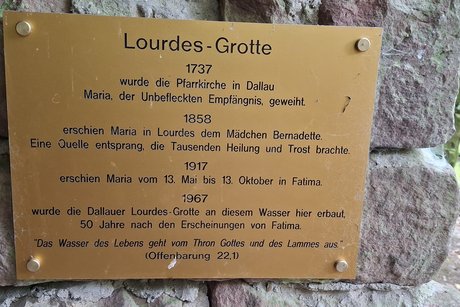 Lourdes-Grotte
1737
wurde die Pfarrkirche in Dallau
Maria, der Unbefleckten Empfängnis, geweiht.
1858
erschien Maria in Lourdes dem Mädchen Bernadette.
Eine Quelle entsprang, die Tausenden Heilung und Trost brachte.
1917
erschien Maria vom 13. Mai bis 13. Oktober in Fatima.
1967
wurde die Dallauer Lourdes-Grotte an diesem Wasser hier erbaut,
50 Jahre nach den Erscheinungen von Fatima.
"Das Wasser des Lebens geht vom Thron Gottes und des Lammes aus."
(Offenbarung 22,1)